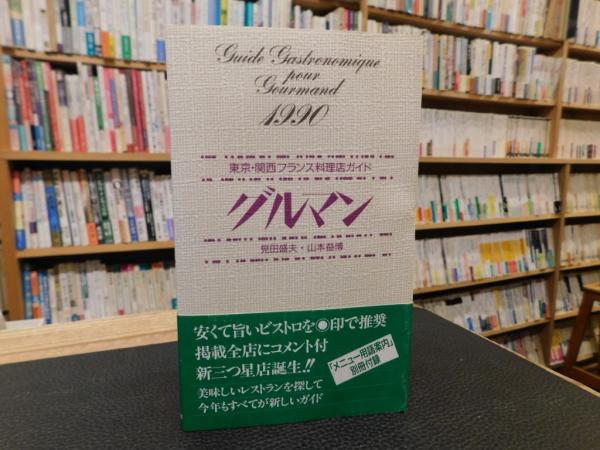 Guide Gastronomique
pour
Gourmand
1990
東京・関西フランス料理店ガイド
グルマン
見田盛夫・山本益博
安くて旨いビストロを◉印で推奨
掲載全店にコメント付
新三つ星店誕生!!
美味しいレストランを探して
今年もすべてが新しいガイド
「メニュー用語案内」
別冊付録